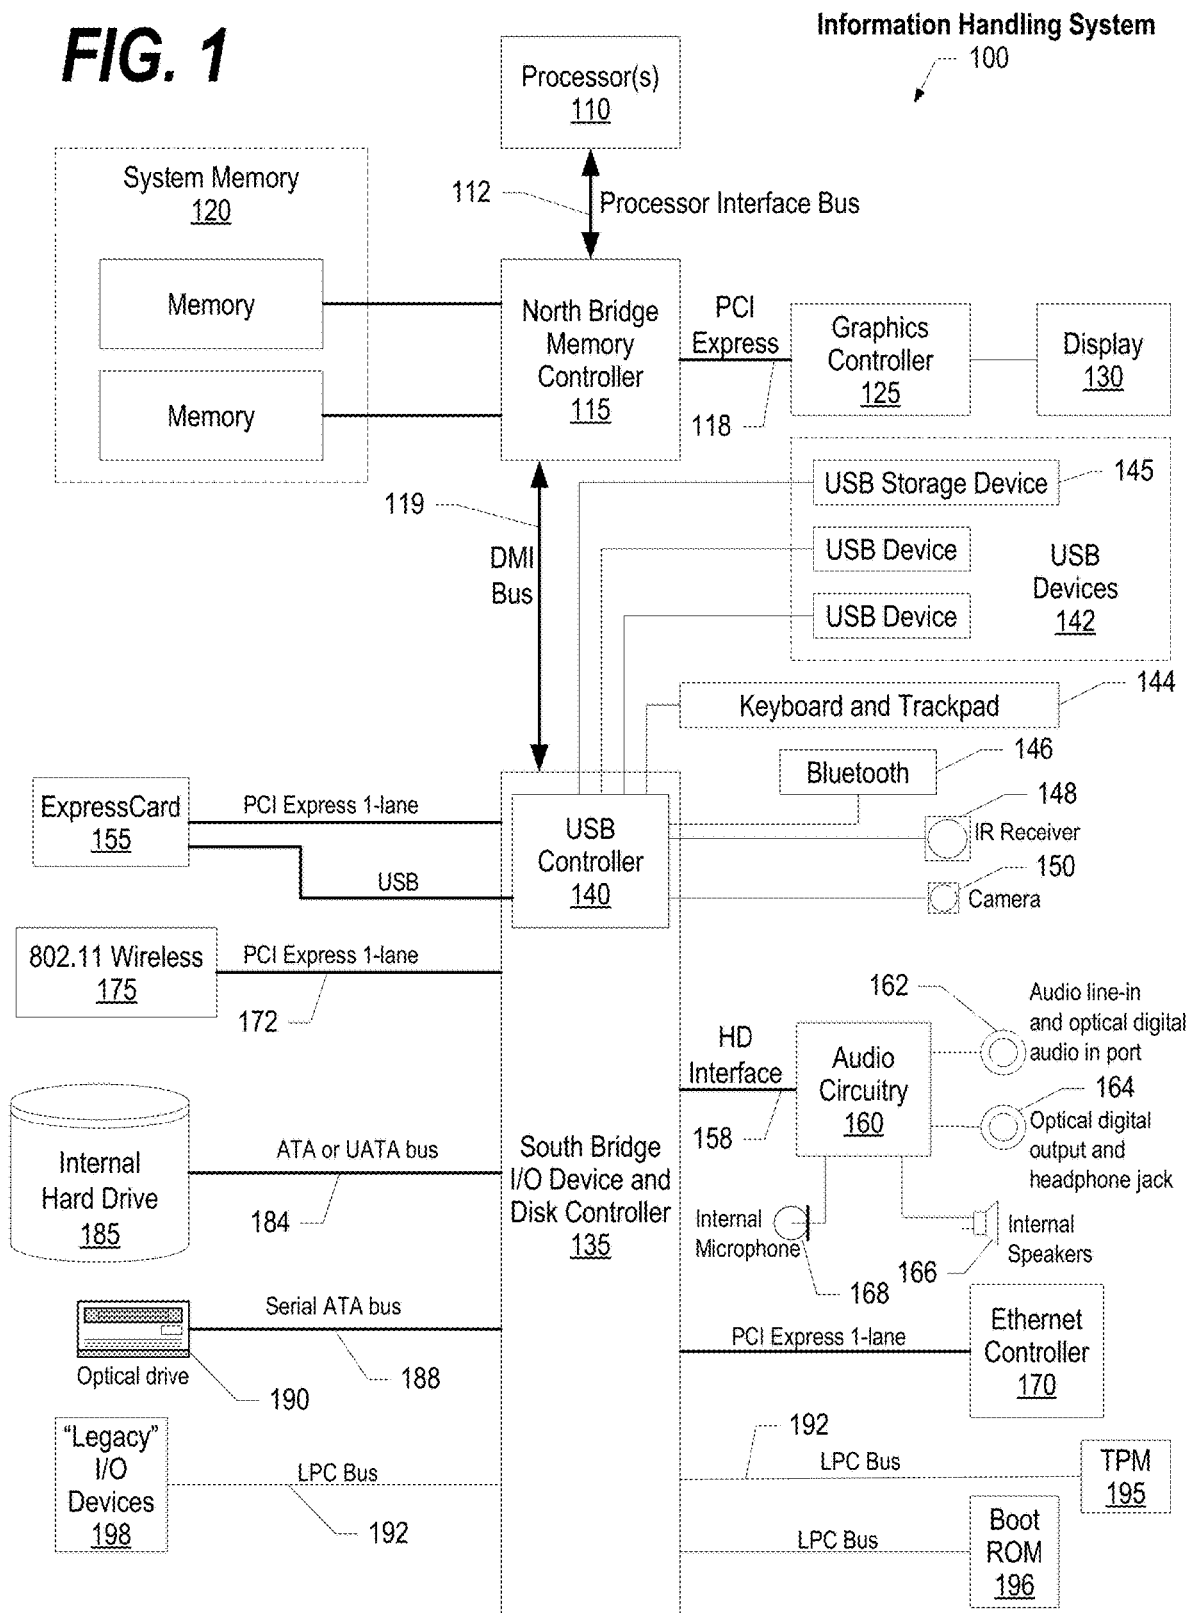 FIG. 1
Information Handling System
100
Processor(s)
110
System Memory
120
112
Processor Interface Bus
Memory
Memory
North Bridge
Memory
Controller
115
PCI
Express
118
Graphics
Controller
125
Display
130
119
DMI
Bus
USB Storage Device
145
USB Device
USB Device
USB
Devices
142
144
Keyboard and Trackpad
146
Bluetooth
148
IR Receiver
150
Camera
ExpressCard
155
PCI Express 1-lane
USB
USB
Controller
140
802.11 Wireless
175
PCI Express 1-lane
172
162
Audio line-in
and optical digital
audio in port
HD
Interface
158
Audio
Circuitry
160
164
Optical digital
output and
headphone jack
Internal
Hard Drive
185
ATA or UATA bus
184
South Bridge
I/O Device and
Disk Controller
135
Internal
Microphone
168
Internal
Speakers
166
Serial ATA bus
188
Optical drive
190
PCI Express 1-lane
Ethernet
Controller
170
"Legacy"
I/O
Devices
198
LPC Bus
192
192
LPC Bus
TPM
195
LPC Bus
Boot
ROM
196